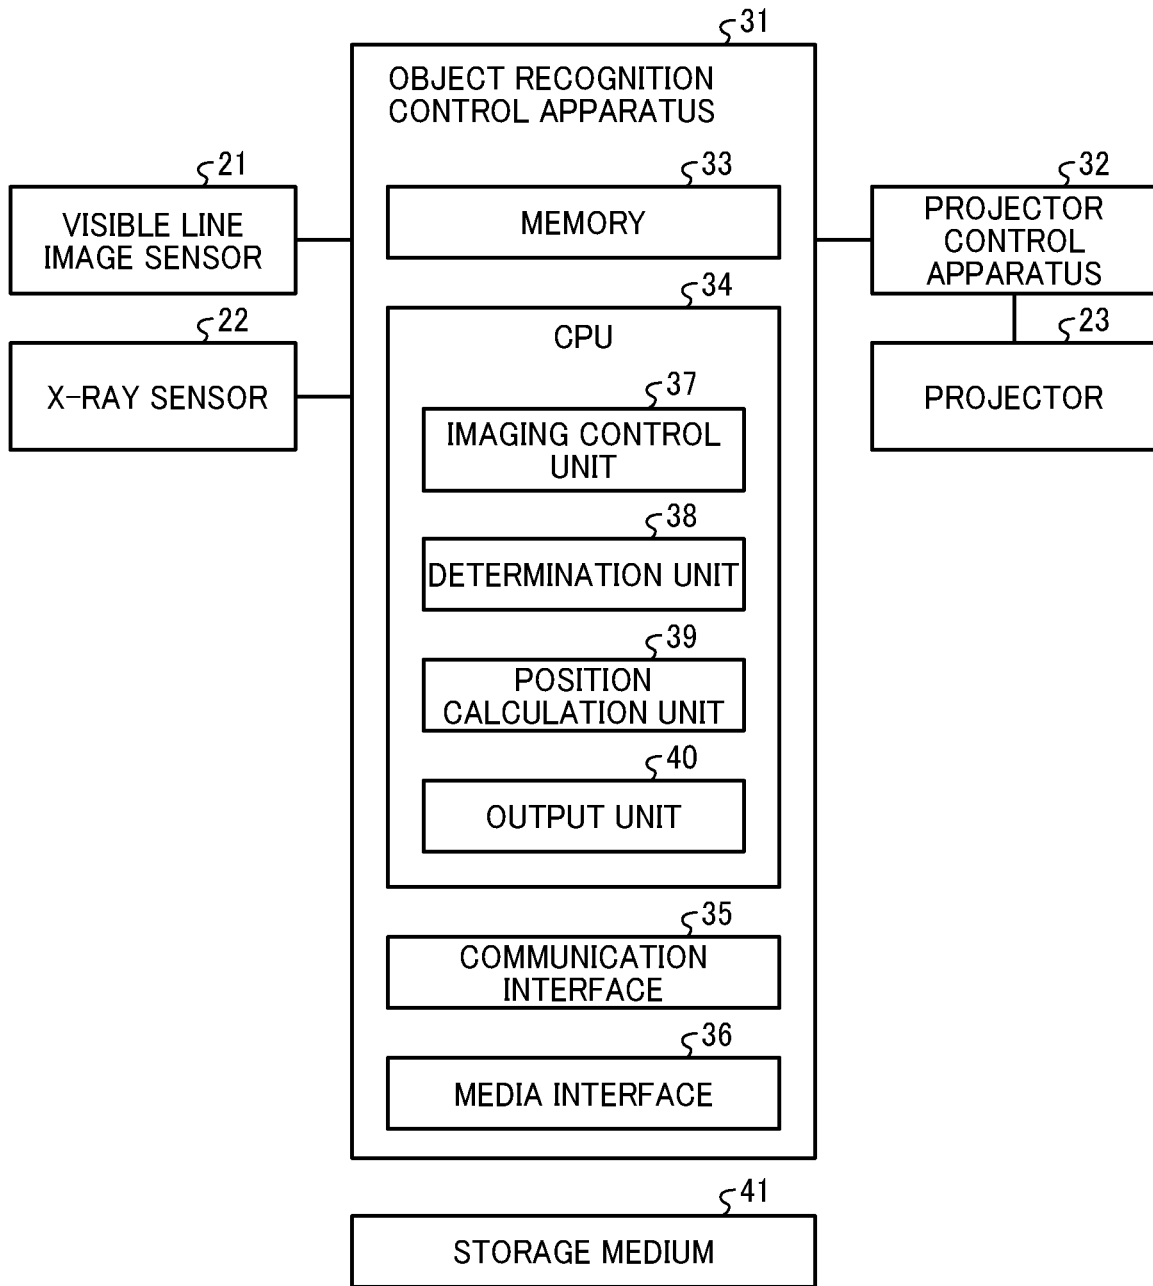 31
OBJECT RECOGNITION
CONTROL APPARATUS
21
VISIBLE LINE
IMAGE SENSOR
22
X-RAY SENSOR
33
MEMORY
34
CPU
37
IMAGING CONTROL
UNIT
38
DETERMINATION UNIT
39
POSITION
CALCULATION UNIT
40
OUTPUT UNIT
35
COMMUNICATION
INTERFACE
36
MEDIA INTERFACE
32
PROJECTOR
CONTROL
APPARATUS
23
PROJECTOR
41
STORAGE MEDIUM